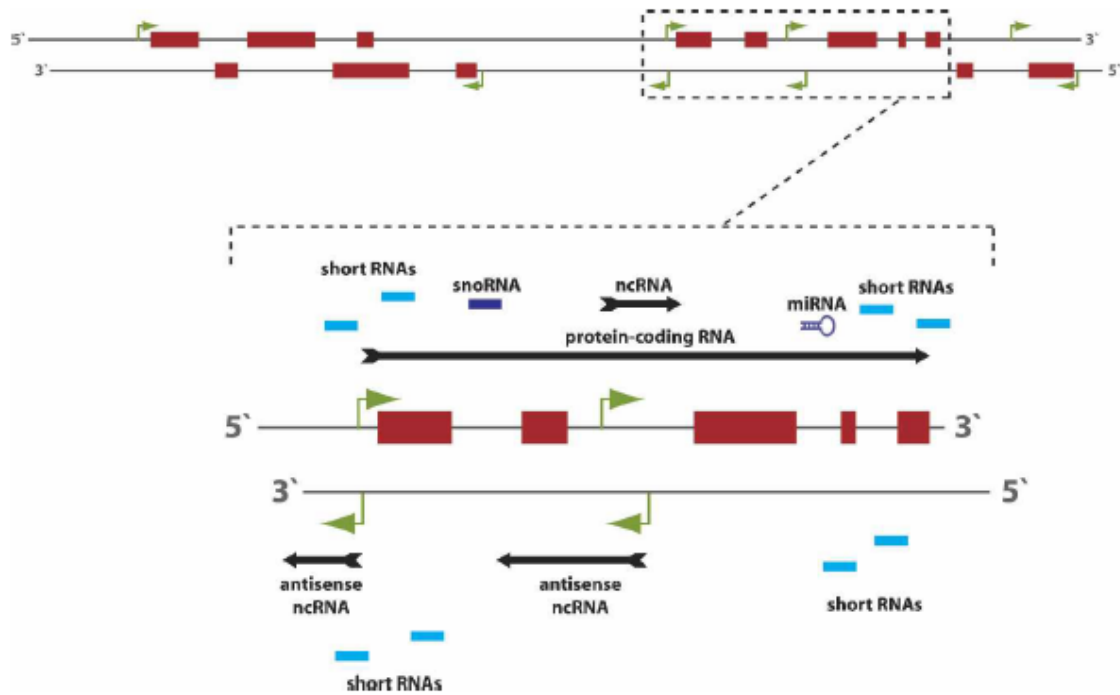 5` 3`
3` 5`
short RNAs
snoRNA
ncRNA
miRNA
short RNAs
protein-coding RNA
5` 3`
3` 5`
antisense
ncRNA
antisense
ncRNA
short RNAs
short RNAs